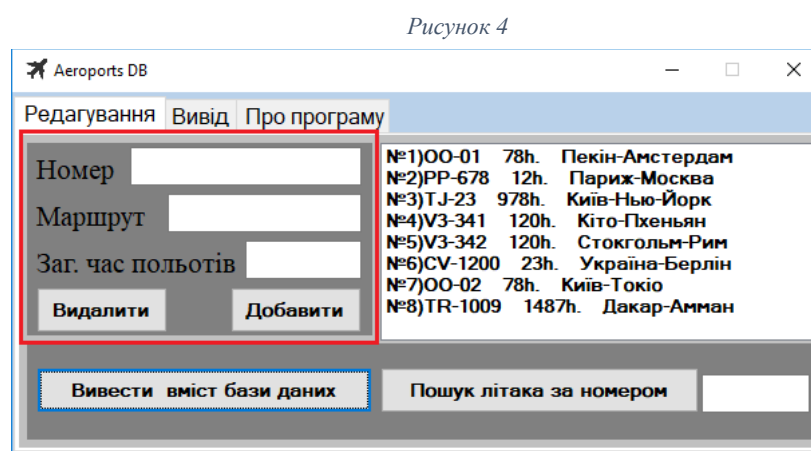 Рисунок 4
Aeroports DB
Редагування Вивід Про програму
Номер
Маршрут
Заг. час польотів
Видалити Добавити
№1)OO-01 78h. Пекін-Амстердам
№2)PP-678 12h. Париж-Москва
№3)TJ-23 978h. Київ-Нью-Йорк
№4)V3-341 120h. Кіто-Пхеньян
№5)V3-342 120h. Стокгольм-Рим
№6)CV-1200 23h. Україна-Берлін
№7)OO-02 78h. Київ-Токіо
№8)TR-1009 1487h. Дакар-Амман
Вивести вміст бази даних Пошук літака за номером